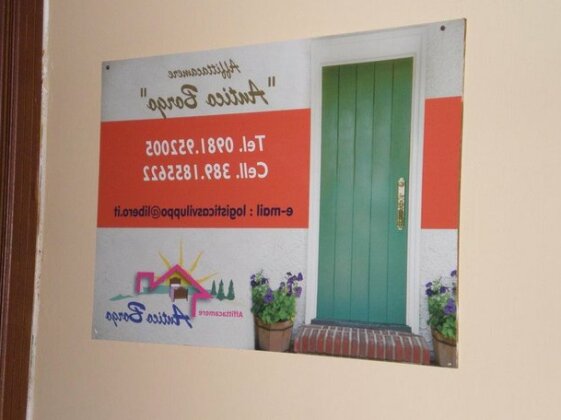 Affittacamere
"Antico Borgo"
Tel. 0981.952005
Cell. 389.1855622
e-mail : logisticasviluppo@libero.it
Affittacamere
Antico Borgo